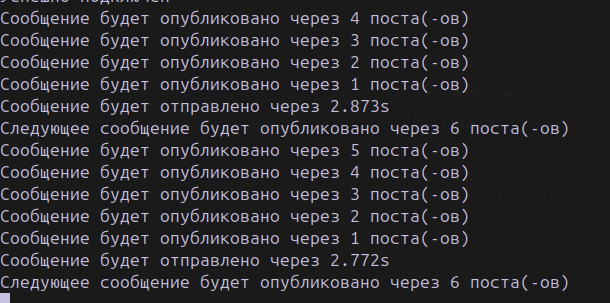 Успешно подключен
Сообщение будет опубликовано через 4 поста(-ов)
Сообщение будет опубликовано через 3 поста(-ов)
Сообщение будет опубликовано через 2 поста(-ов)
Сообщение будет опубликовано через 1 поста(-ов)
Сообщение будет отправлено через 2.873s
Следующее сообщение будет опубликовано через 6 поста(-ов)
Сообщение будет опубликовано через 5 поста(-ов)
Сообщение будет опубликовано через 4 поста(-ов)
Сообщение будет опубликовано через 3 поста(-ов)
Сообщение будет опубликовано через 2 поста(-ов)
Сообщение будет опубликовано через 1 поста(-ов)
Сообщение будет отправлено через 2.772s
Следующее сообщение будет опубликовано через 6 поста(-ов)